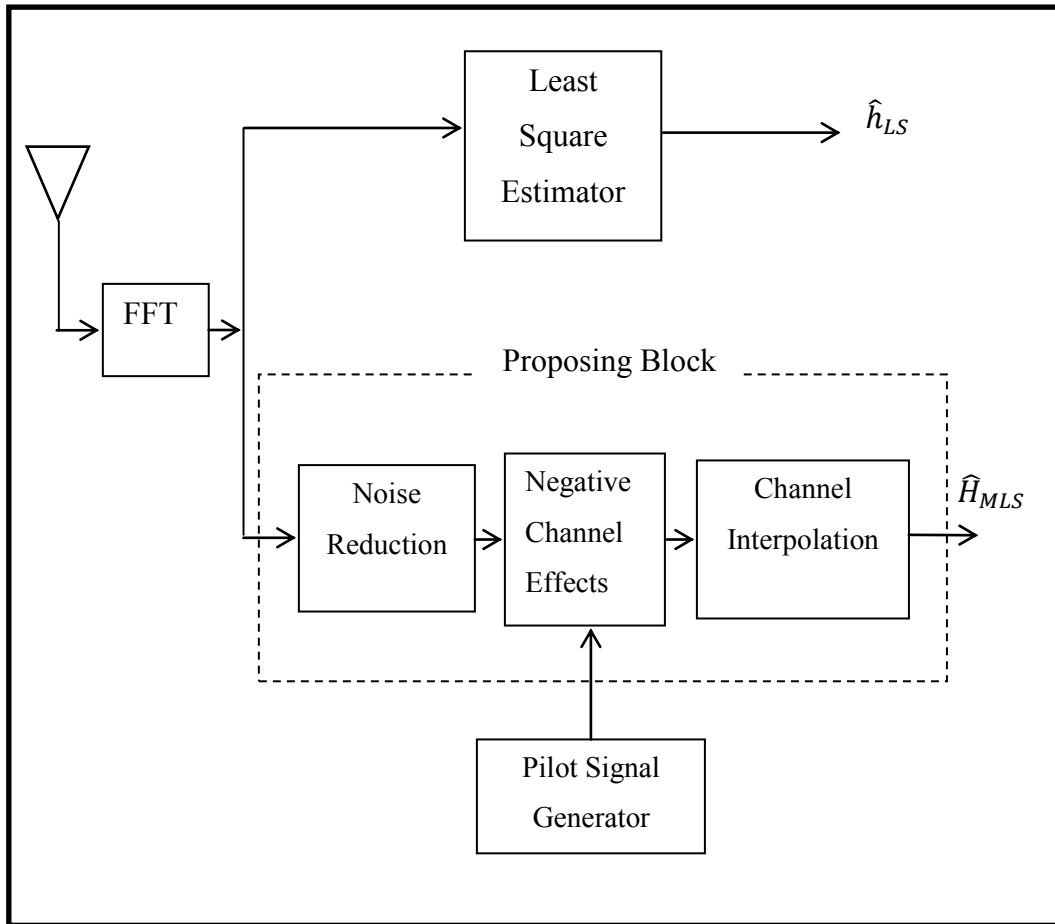 Least
Square
Estimator
ĥ_LS
FFT
Proposing Block
Noise
Reduction
Negative
Channel
Effects
Channel
Interpolation
Ĥ_MLS
Pilot Signal
Generator